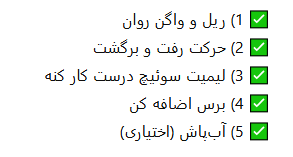 ✅ 1) ریل و واگن روان
✅ 2) حرکت رفت و برگشت
✅ 3) لیمیت سوئیچ درست کار کنه
✅ 4) برس اضافه کن
✅ 5) آب‌پاش (اختیاری)